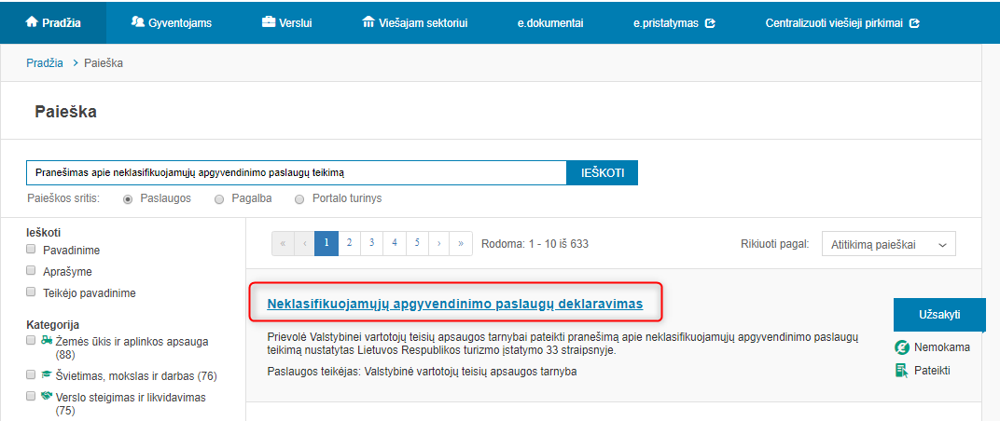 Pradžia Gyventojams Verslui Viešajam sektoriui e.dokumentai e.pristatymas Centralizuoti viešieji pirkimai
Pradžia > Paieška
Paieška
Pranešimas apie neklasifikuojamųjų apgyvendinimo paslaugų teikimą IEŠKOTI
Paieškos sritis: Paslaugos Pagalba Portalo turinys
Ieškoti
Pavadinime
Aprašyme
Teikėjo pavadinime
Kategorija
Žemės ūkis ir aplinkos apsauga
(88)
Švietimas, mokslas ir darbas (76)
Verslo steigimas ir likvidavimas
(75)
« ‹ 1 2 3 4 5 › » Rodoma: 1 - 10 iš 633 Rikiuoti pagal: Atitikimą paieškai
Neklasifikuojamųjų apgyvendinimo paslaugų deklaravimas
Prievolė Valstybinei vartotojų teisių apsaugos tarnybai pateikti pranešimą apie neklasifikuojamųjų apgyvendinimo paslaugų
teikimą nustatytas Lietuvos Respublikos turizmo įstatymo 33 straipsnyje.
Paslaugos teikėjas: Valstybinė vartotojų teisių apsaugos tarnyba
Užsakyti
Nemokama
Pateikti